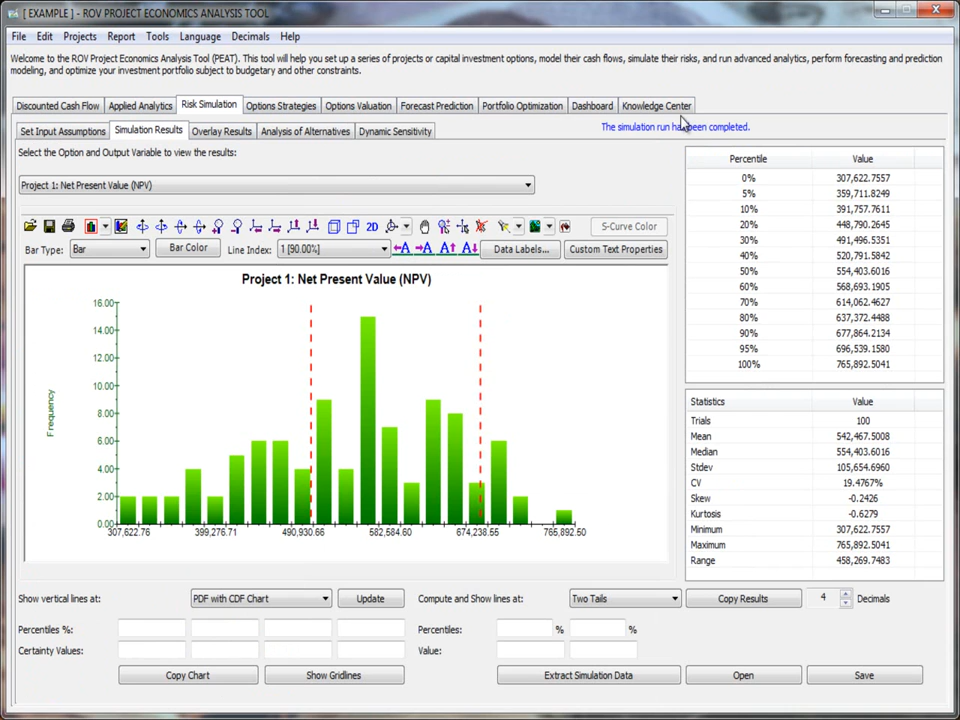 [ EXAMPLE ] - ROV PROJECT ECONOMICS ANALYSIS TOOL
File Edit Projects Report Tools Language Decimals Help
Welcome to the ROV Project Economics Analysis Tool (PEAT). This tool will help you set up a series of projects or capital investment options, model their cash flows, simulate their risks, and run advanced analytics, perform forecasting and prediction
modeling, and optimize your investment portfolio subject to budgetary and other constraints.
Discounted Cash Flow Applied Analytics Risk Simulation Options Strategies Options Valuation Forecast Prediction Portfolio Optimization Dashboard Knowledge Center
Set Input Assumptions Simulation Results Overlay Results Analysis of Alternatives Dynamic Sensitivity
The simulation run has been completed.
Select the Option and Output Variable to view the results:
Project 1: Net Present Value (NPV)
2D S-Curve Color
Bar Type: Bar Bar Color Line Index: 1 [90.00%] A A A A Data Labels... Custom Text Properties
Project 1: Net Present Value (NPV)
Frequency
16.00
14.00
12.00
10.00
8.00
6.00
4.00
2.00
0.00
307,622.76 399,276.71 490,930.66 582,584.60 674,238.55 765,892.50
Percentile Value
0% 307,622.7557
5% 359,711.8249
10% 391,757.7611
20% 448,790.2645
30% 491,496.5351
40% 520,791.5842
50% 554,403.6016
60% 568,693.1905
70% 614,062.4627
80% 637,372.4488
90% 677,864.2134
95% 696,539.1580
100% 765,892.5041
Statistics Value
Trials 100
Mean 542,467.5008
Median 554,403.6016
Stdev 105,654.6960
CV 19.4767%
Skew -0.2426
Kurtosis -0.6279
Minimum 307,622.7557
Maximum 765,892.5041
Range 458,269.7483
Show vertical lines at: PDF with CDF Chart Update Compute and Show lines at: Two Tails Copy Results 4 Decimals
Percentiles %: Percentiles: % %
Certainty Values: Value:
Copy Chart Show Gridlines Extract Simulation Data Open Save